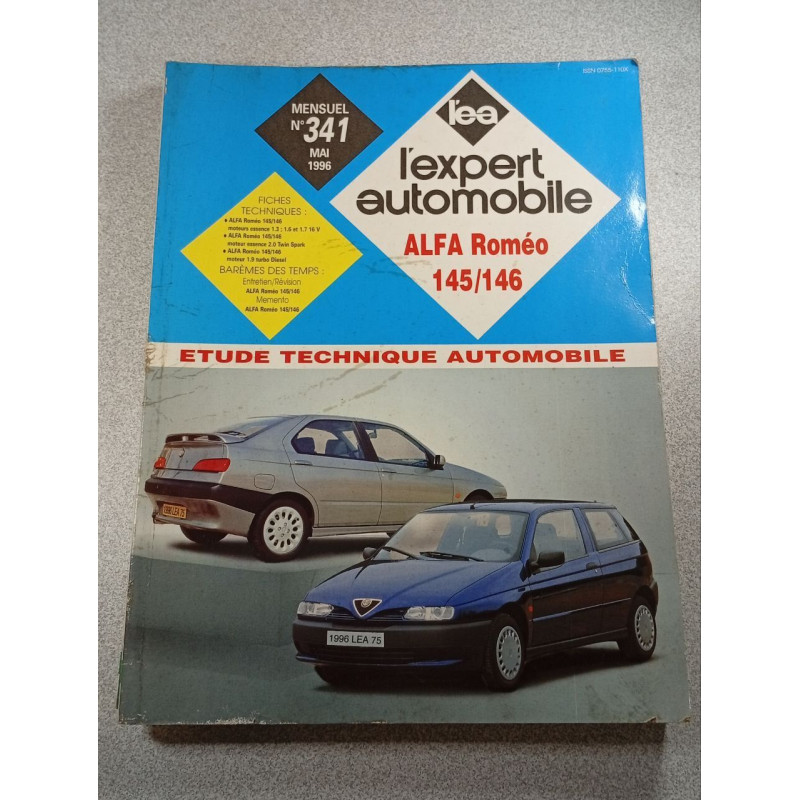 MENSUEL
N° 341
MAI
1996
l'ea
l'expert
automobile
ALFA Roméo
145/146
FICHES
TECHNIQUES :
♦ ALFA Roméo 145/146
moteurs essence 1.3 ; 1.6 et 1.7 16 V
♦ ALFA Roméo 145/146
moteur essence 2.0 Twin Spark
♦ ALFA Roméo 145/146
moteur 1.9 turbo Diesel
BARÈMES DES TEMPS :
Entretien/Révision
ALFA Roméo 145/146
Memento
ALFA Roméo 145/146
ETUDE TECHNIQUE AUTOMOBILE
1996 LEA 75
1996 LEA 75